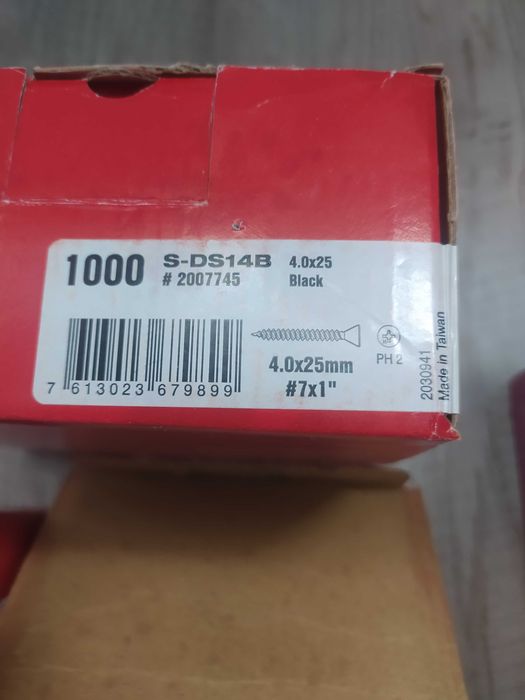 1000 S-DS14B 4.0x25
# 2007745 Black
4.0x25mm
#7x1"
PH 2
7 613023 679899
2030941
Made in Taiwan